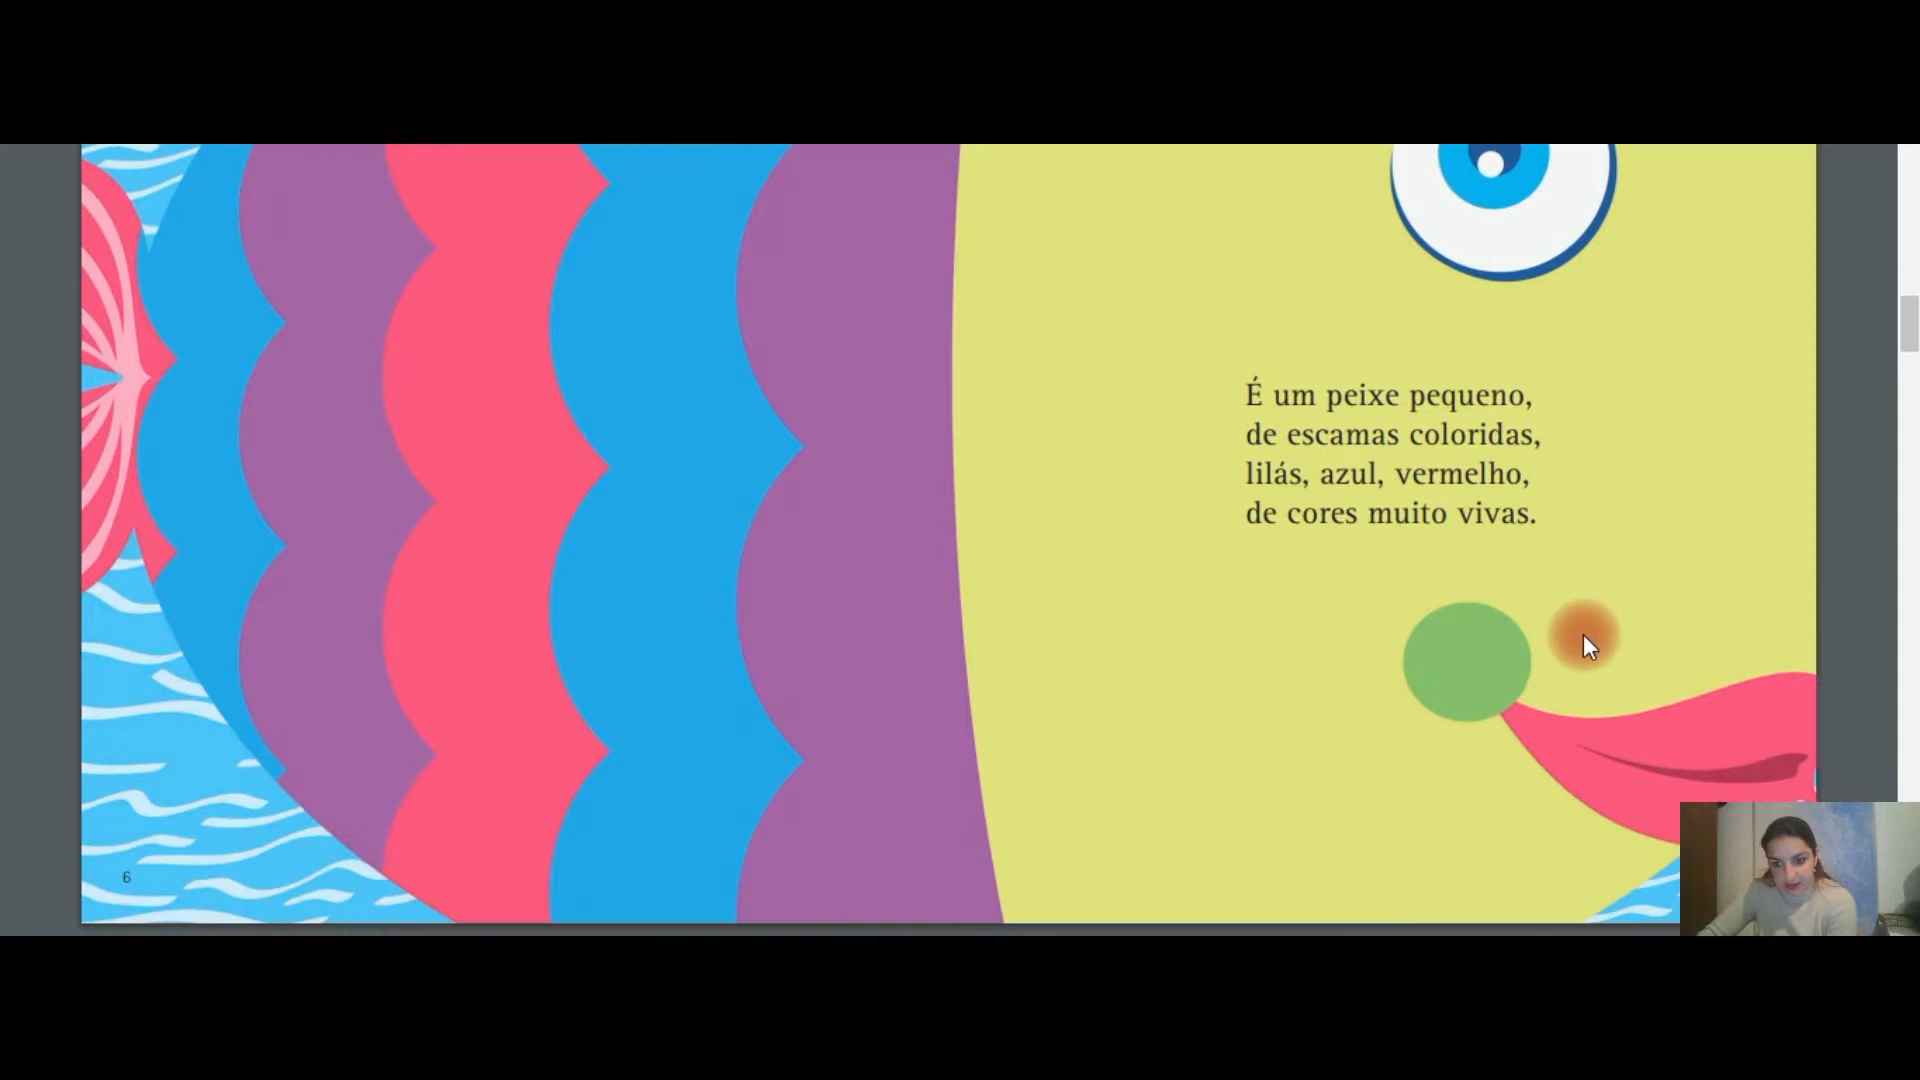 É um peixe pequeno,
de escamas coloridas,
lilás, azul, vermelho,
de cores muito vivas.
6